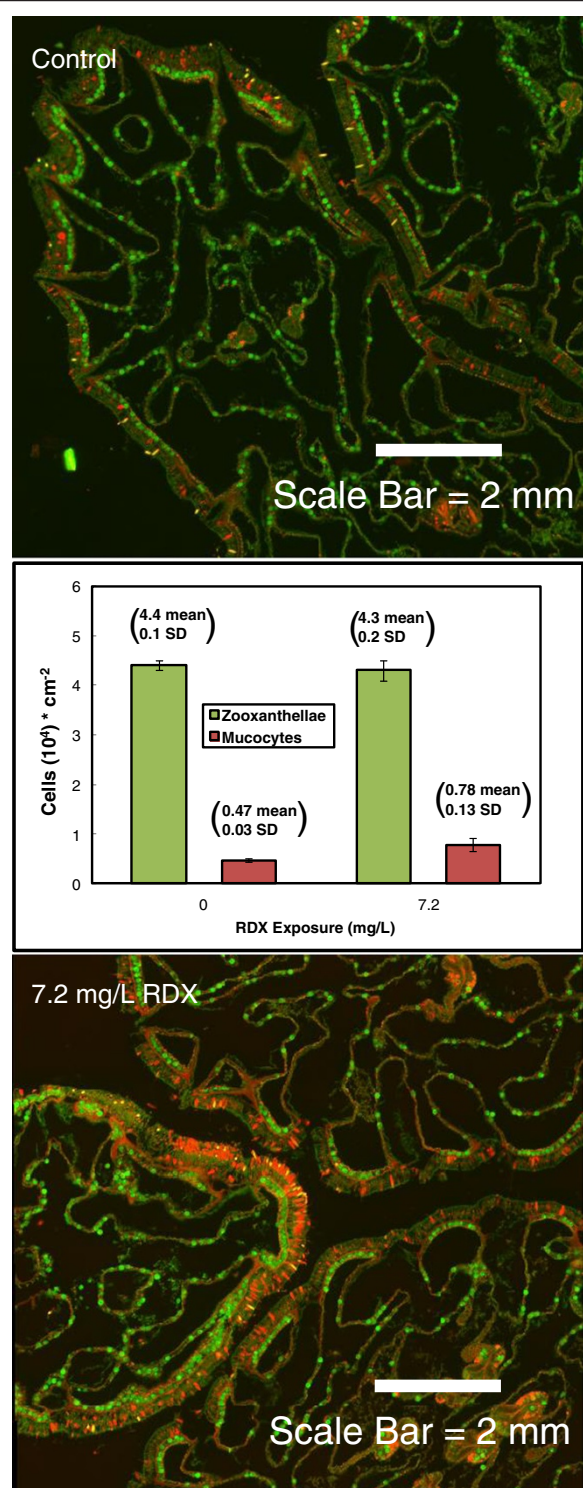 Control
Scale Bar = 2 mm
6
(4.4 mean
0.1 SD)
(4.3 mean
0.2 SD)
5
4
Zooxanthellae
Mucocytes
3
Cells (10⁴) * cm⁻²
2
(0.47 mean
0.03 SD)
(0.78 mean
0.13 SD)
1
0
0
7.2
RDX Exposure (mg/L)
7.2 mg/L RDX
Scale Bar = 2 mm